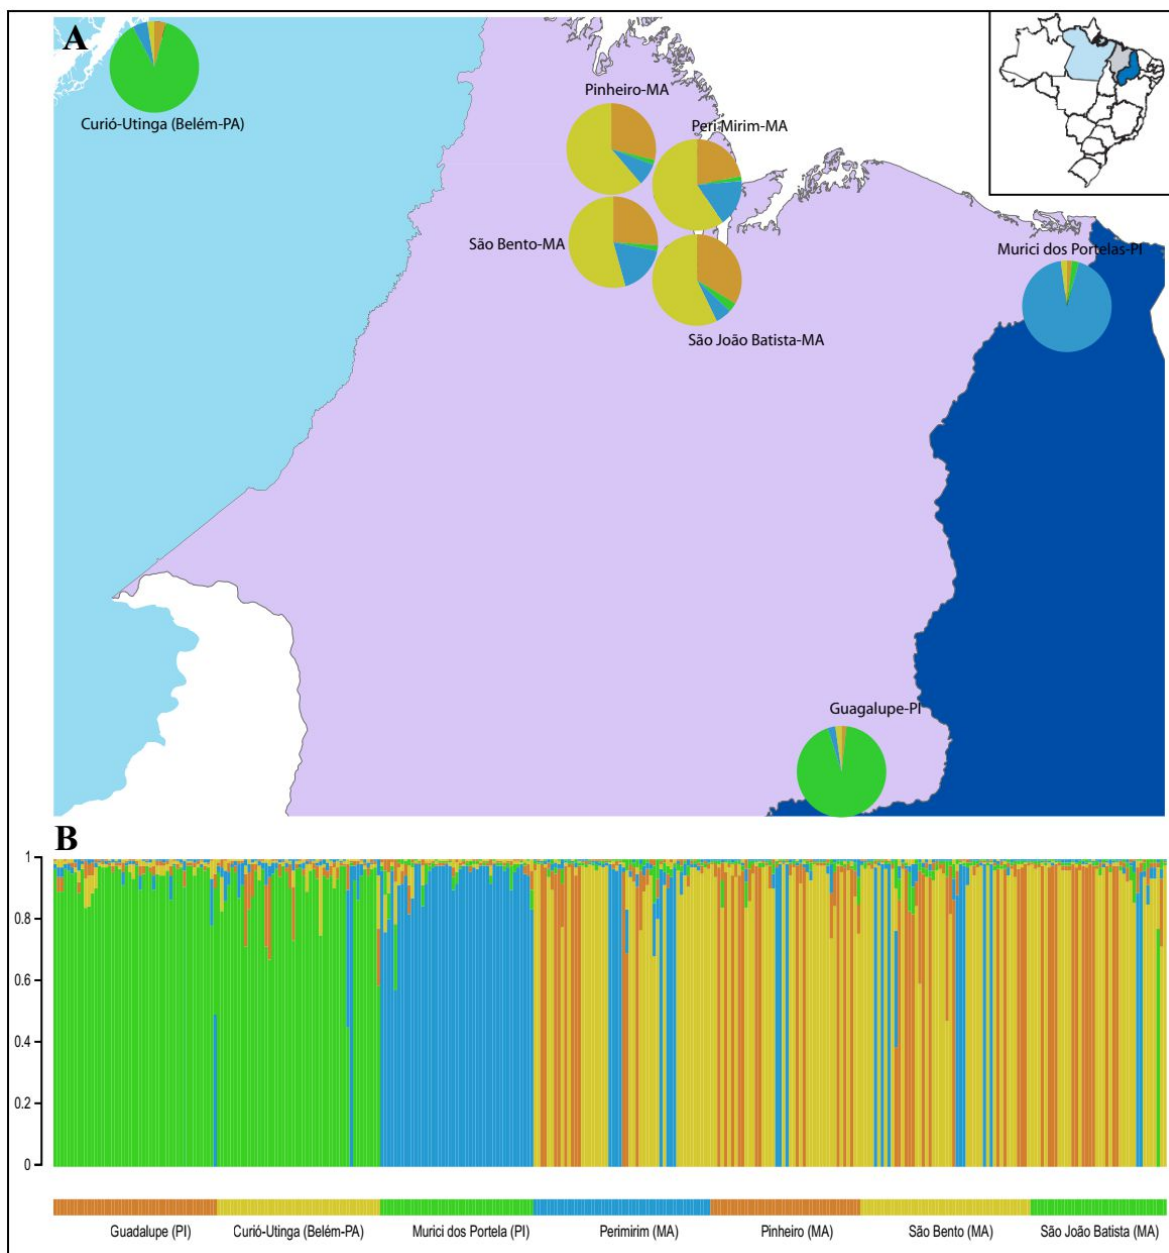 A
Curió-Utinga (Belém-PA)
Pinheiro-MA
Peri Mirim-MA
São Bento-MA
São João Batista-MA
Murici dos Portelas-PI
Guagalupe-PI
B
1
0.8
0.6
0.4
0.2
0
Guadalupe (PI) Curió-Utinga (Belém-PA) Murici dos Portela (PI) Perimirim (MA) Pinheiro (MA) São Bento (MA) São João Batista (MA)